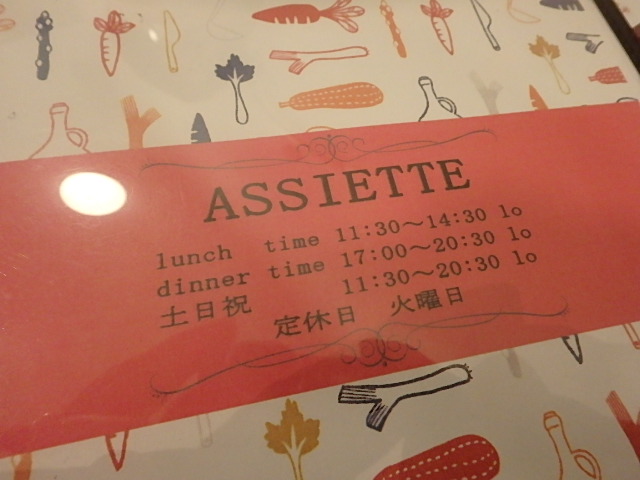 ASSIETTE
lunch time 11:30～14:30 lo
dinner time 17:00～20:30 lo
土日祝 11:30～20:30 lo
定休日 火曜日